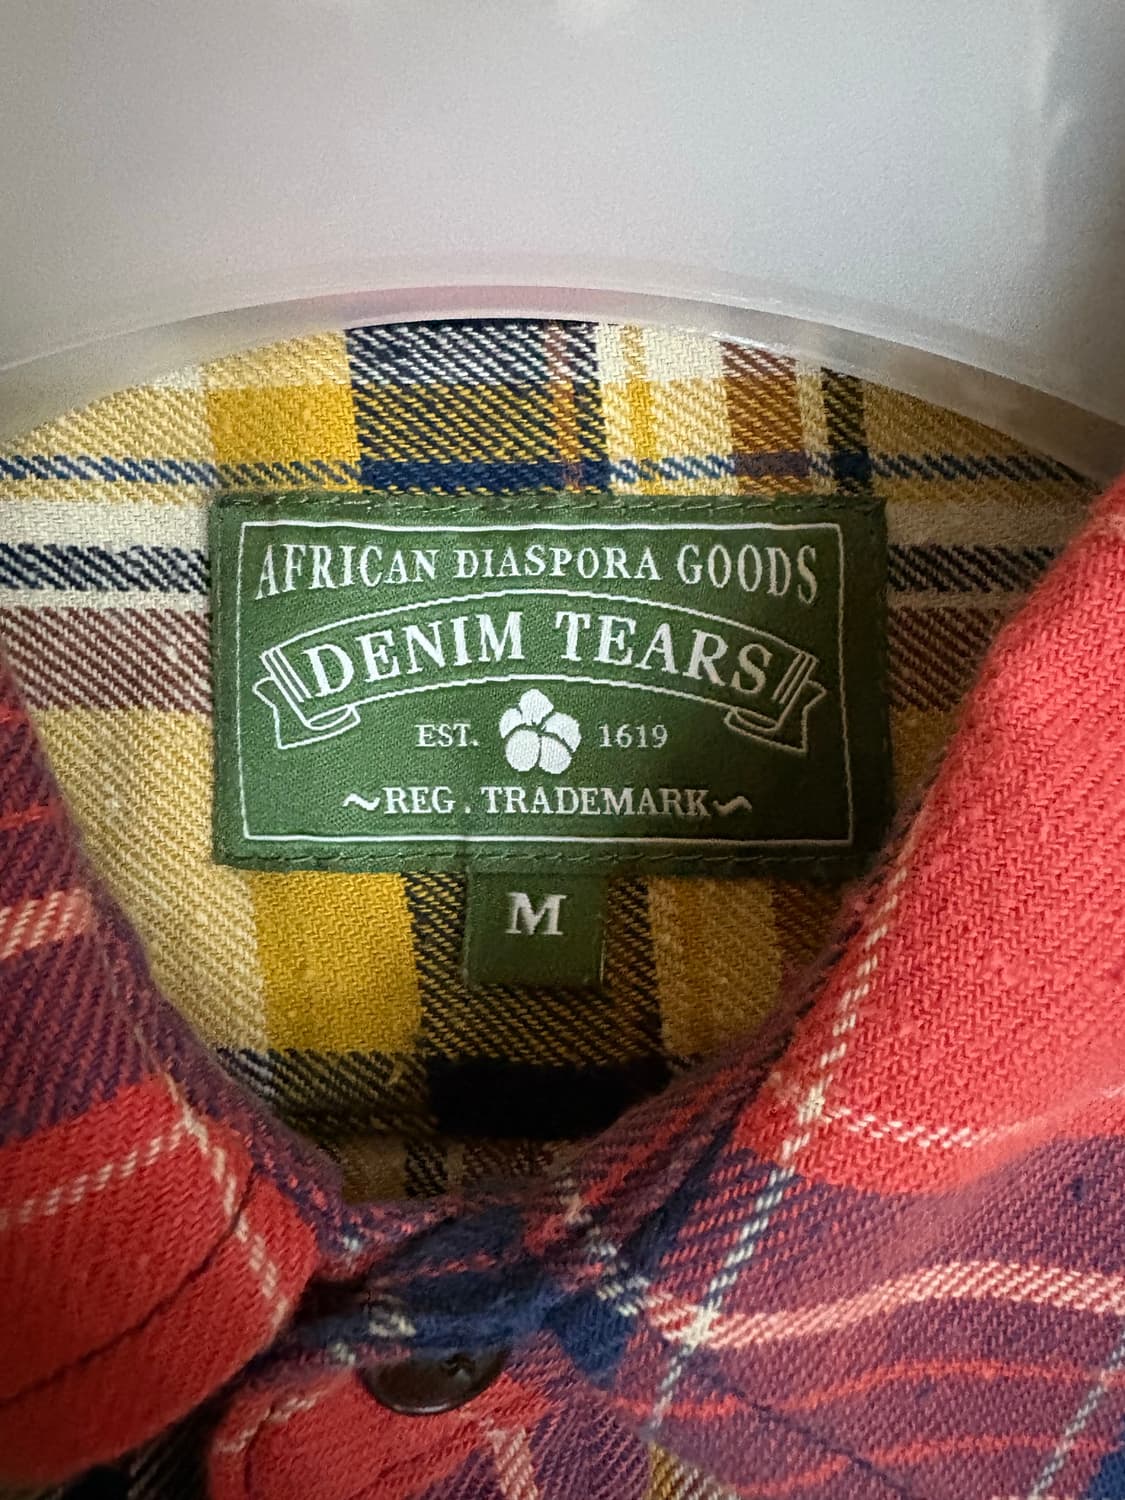 AFRICAN DIASPORA GOODS
DENIM TEARS
EST. 1619
~REG. TRADEMARK~
M